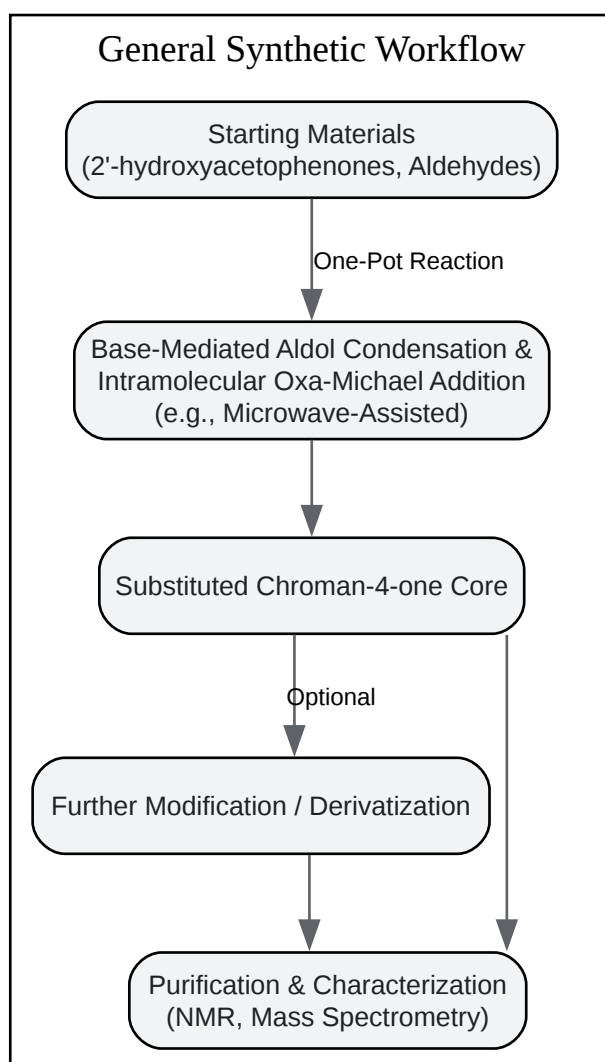 General Synthetic Workflow
Starting Materials
(2'-hydroxyacetophenones, Aldehydes)
One-Pot Reaction
Base-Mediated Aldol Condensation &
Intramolecular Oxa-Michael Addition
(e.g., Microwave-Assisted)
Substituted Chroman-4-one Core
Optional
Further Modification / Derivatization
Purification & Characterization
(NMR, Mass Spectrometry)